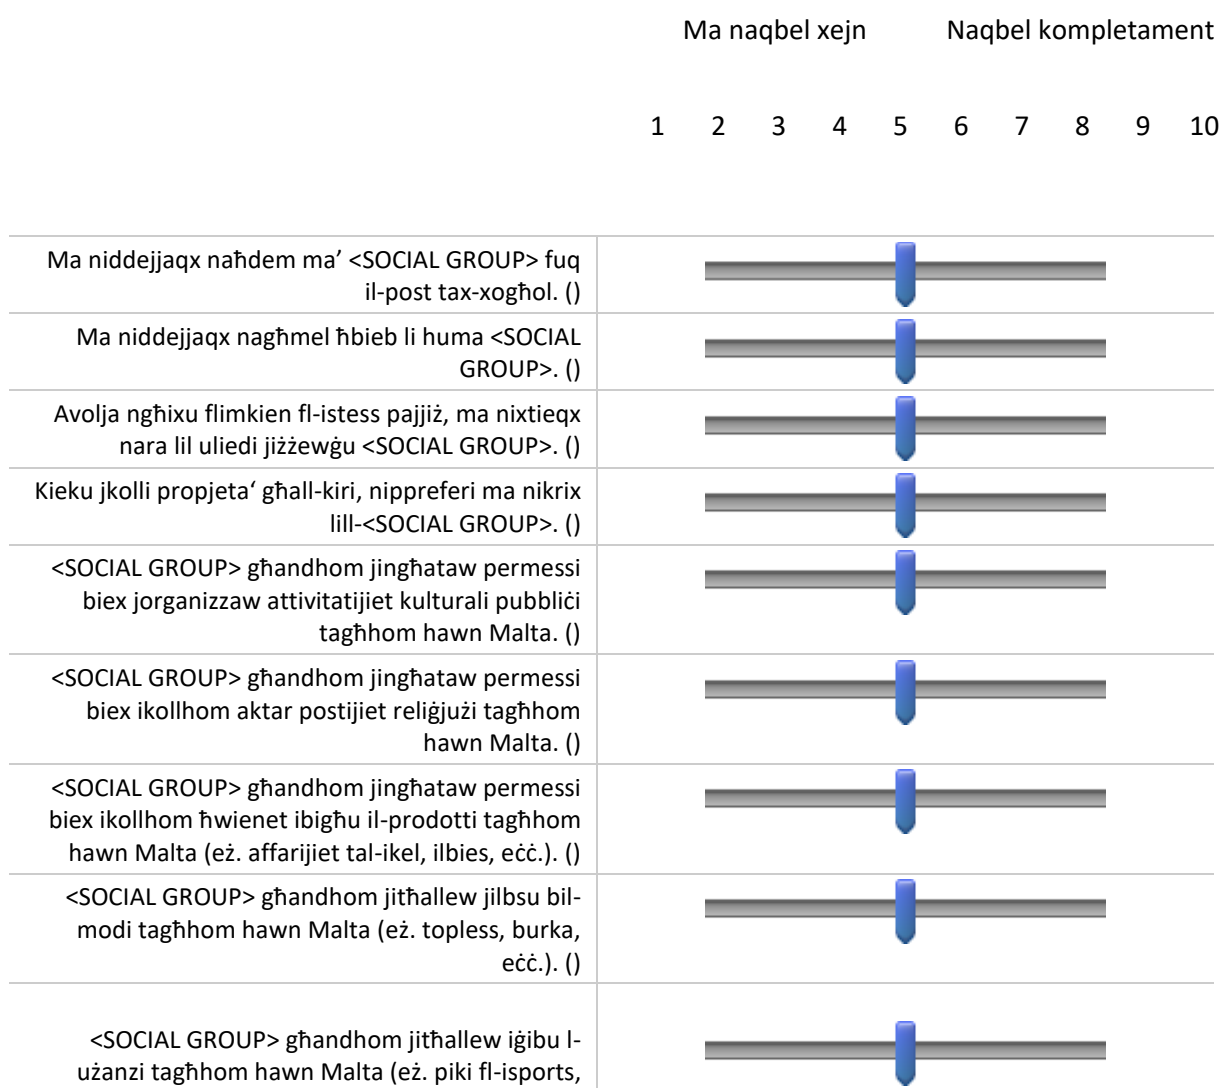 Ma naqbel xejn Naqbel kompletament
1 2 3 4 5 6 7 8 9 10
Ma niddejjaqx naħdem ma’ <SOCIAL GROUP> fuq
il-post tax-xogħol. ()
Ma niddejjaqx nagħmel ħbieb li huma <SOCIAL
GROUP>. ()
Avolja ngħixu flimkien fl-istess pajjiż, ma nixtieqx
nara lil uliedi jiżżewġu <SOCIAL GROUP>. ()
Kieku jkolli propjeta‘ għall-kiri, nippreferi ma nikrix
lill-<SOCIAL GROUP>. ()
<SOCIAL GROUP> għandhom jingħataw permessi
biex jorganizzaw attivitatijiet kulturali pubbliċi
tagħhom hawn Malta. ()
<SOCIAL GROUP> għandhom jingħataw permessi
biex ikollhom aktar postijiet reliġjużi tagħhom
hawn Malta. ()
<SOCIAL GROUP> għandhom jingħataw permessi
biex ikollhom ħwienet ibigħu il-prodotti tagħhom
hawn Malta (eż. affarijiet tal-ikel, ilbies, eċċ.). ()
<SOCIAL GROUP> għandhom jitħallew jilbsu bil-
modi tagħhom hawn Malta (eż. topless, burka,
eċċ.). ()
<SOCIAL GROUP> għandhom jitħallew iġibu l-
użanzi tagħhom hawn Malta (eż. piki fl-isports,